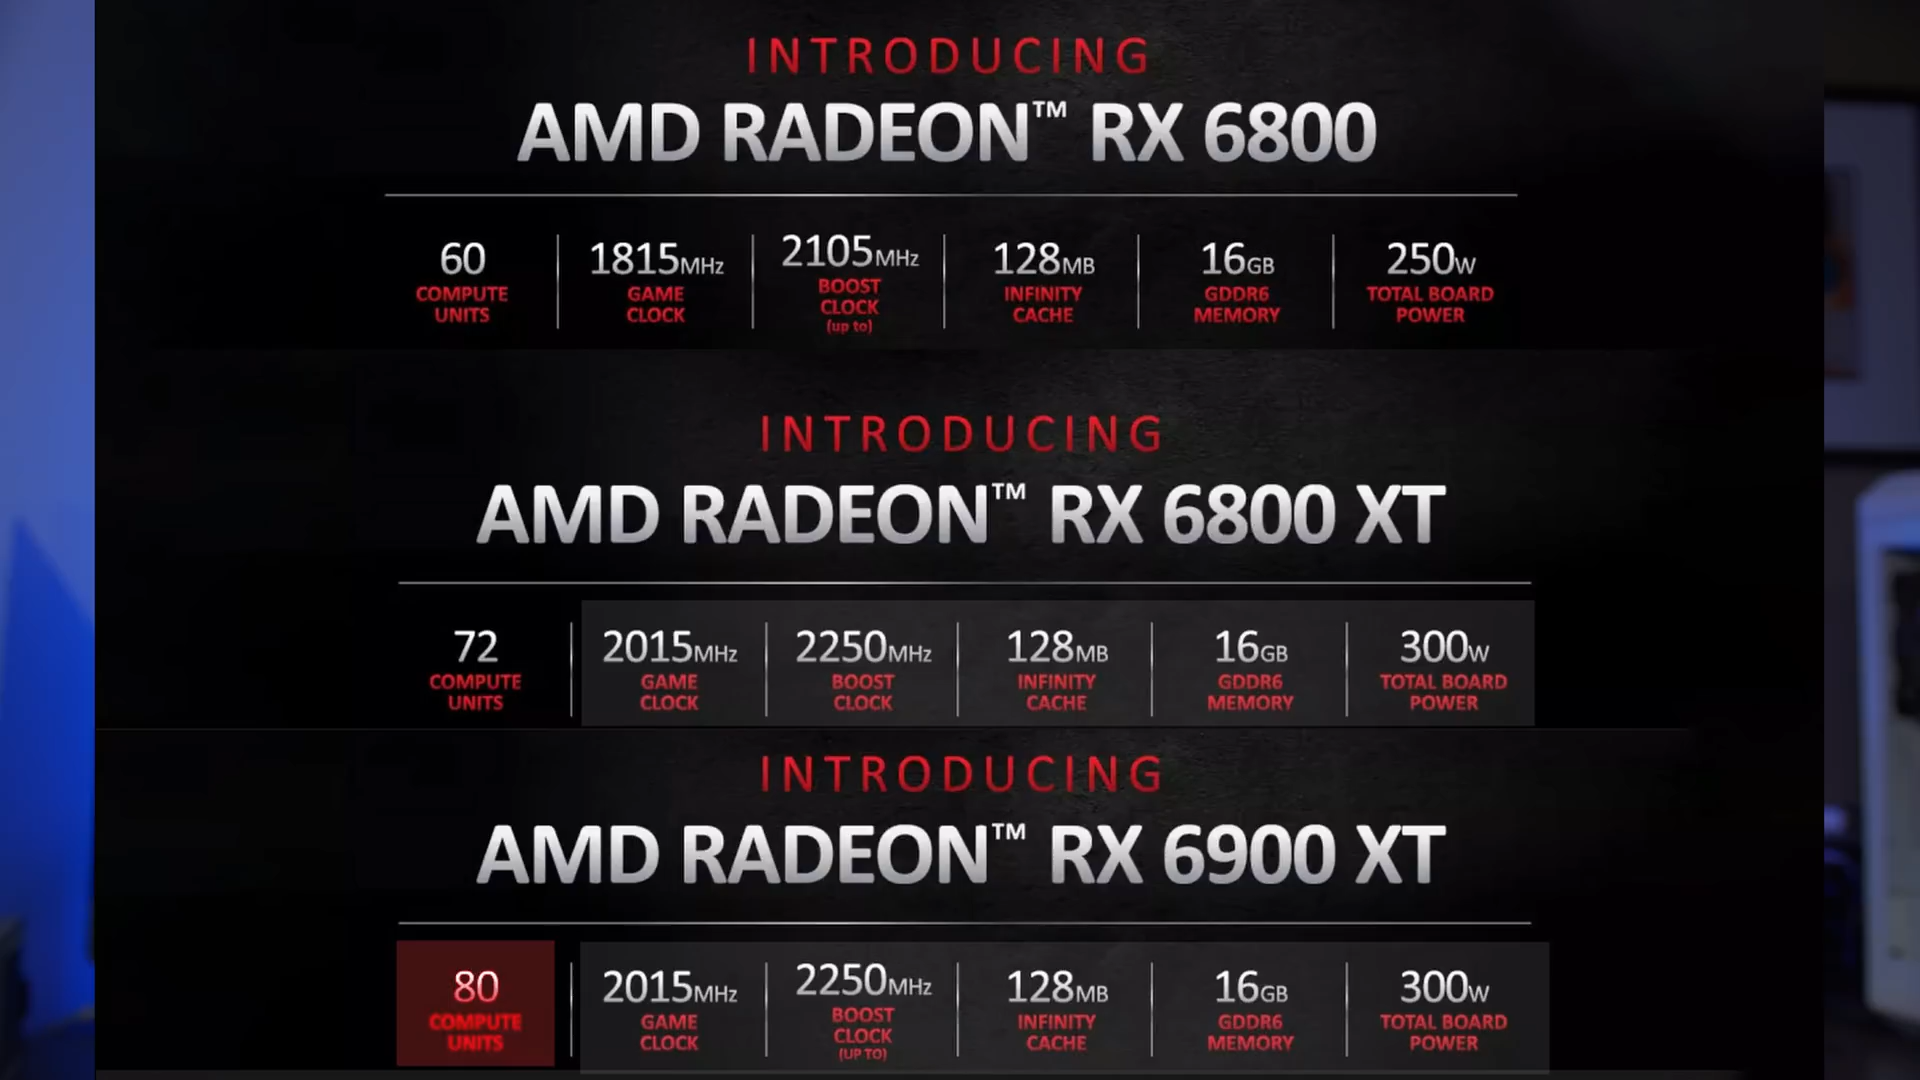 INTRODUCING
AMD RADEON™ RX 6800
60 1815MHz 2105MHz 128MB 16GB 250W
COMPUTE UNITS GAME CLOCK BOOST CLOCK (up to) INFINITY CACHE GDDR6 MEMORY TOTAL BOARD POWER
INTRODUCING
AMD RADEON™ RX 6800 XT
72 2015MHz 2250MHz 128MB 16GB 300W
COMPUTE UNITS GAME CLOCK BOOST CLOCK INFINITY CACHE GDDR6 MEMORY TOTAL BOARD POWER
INTRODUCING
AMD RADEON™ RX 6900 XT
80 2015MHz 2250MHz 128MB 16GB 300W
COMPUTE UNITS GAME CLOCK BOOST CLOCK (UP TO) INFINITY CACHE GDDR6 MEMORY TOTAL BOARD POWER